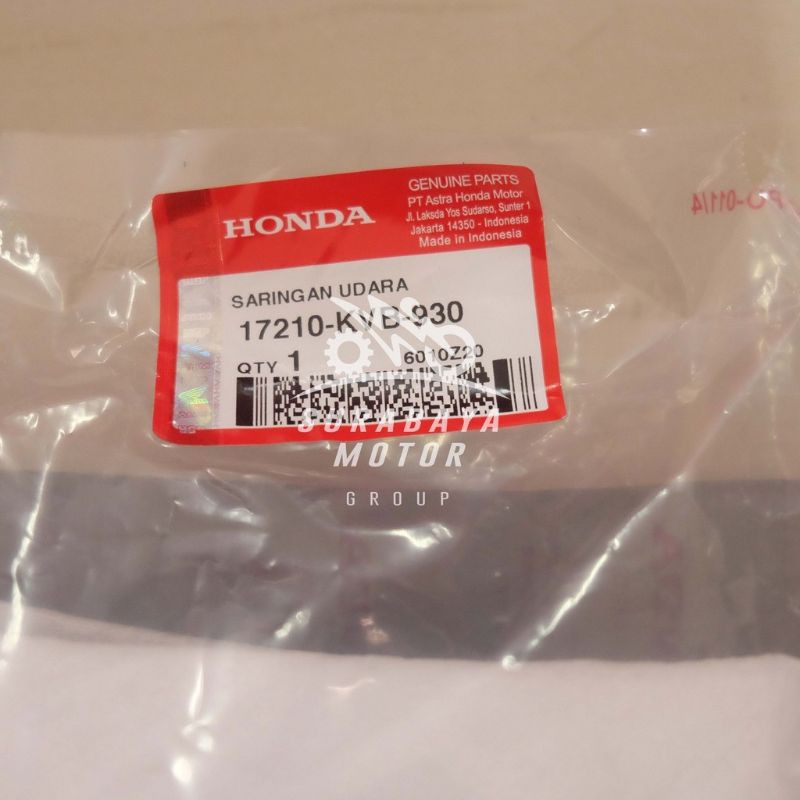 GENUINE PARTS
PT Astra Honda Motor
Jl. Laksda Yos Sudarso, Sunter 1
Jakarta 14350 - Indonesia
Made in Indonesia
HONDA
SARINGAN UDARA
17210-KVB-930
QTY 1
6010Z20
SURABAYA
MOTOR
GROUP